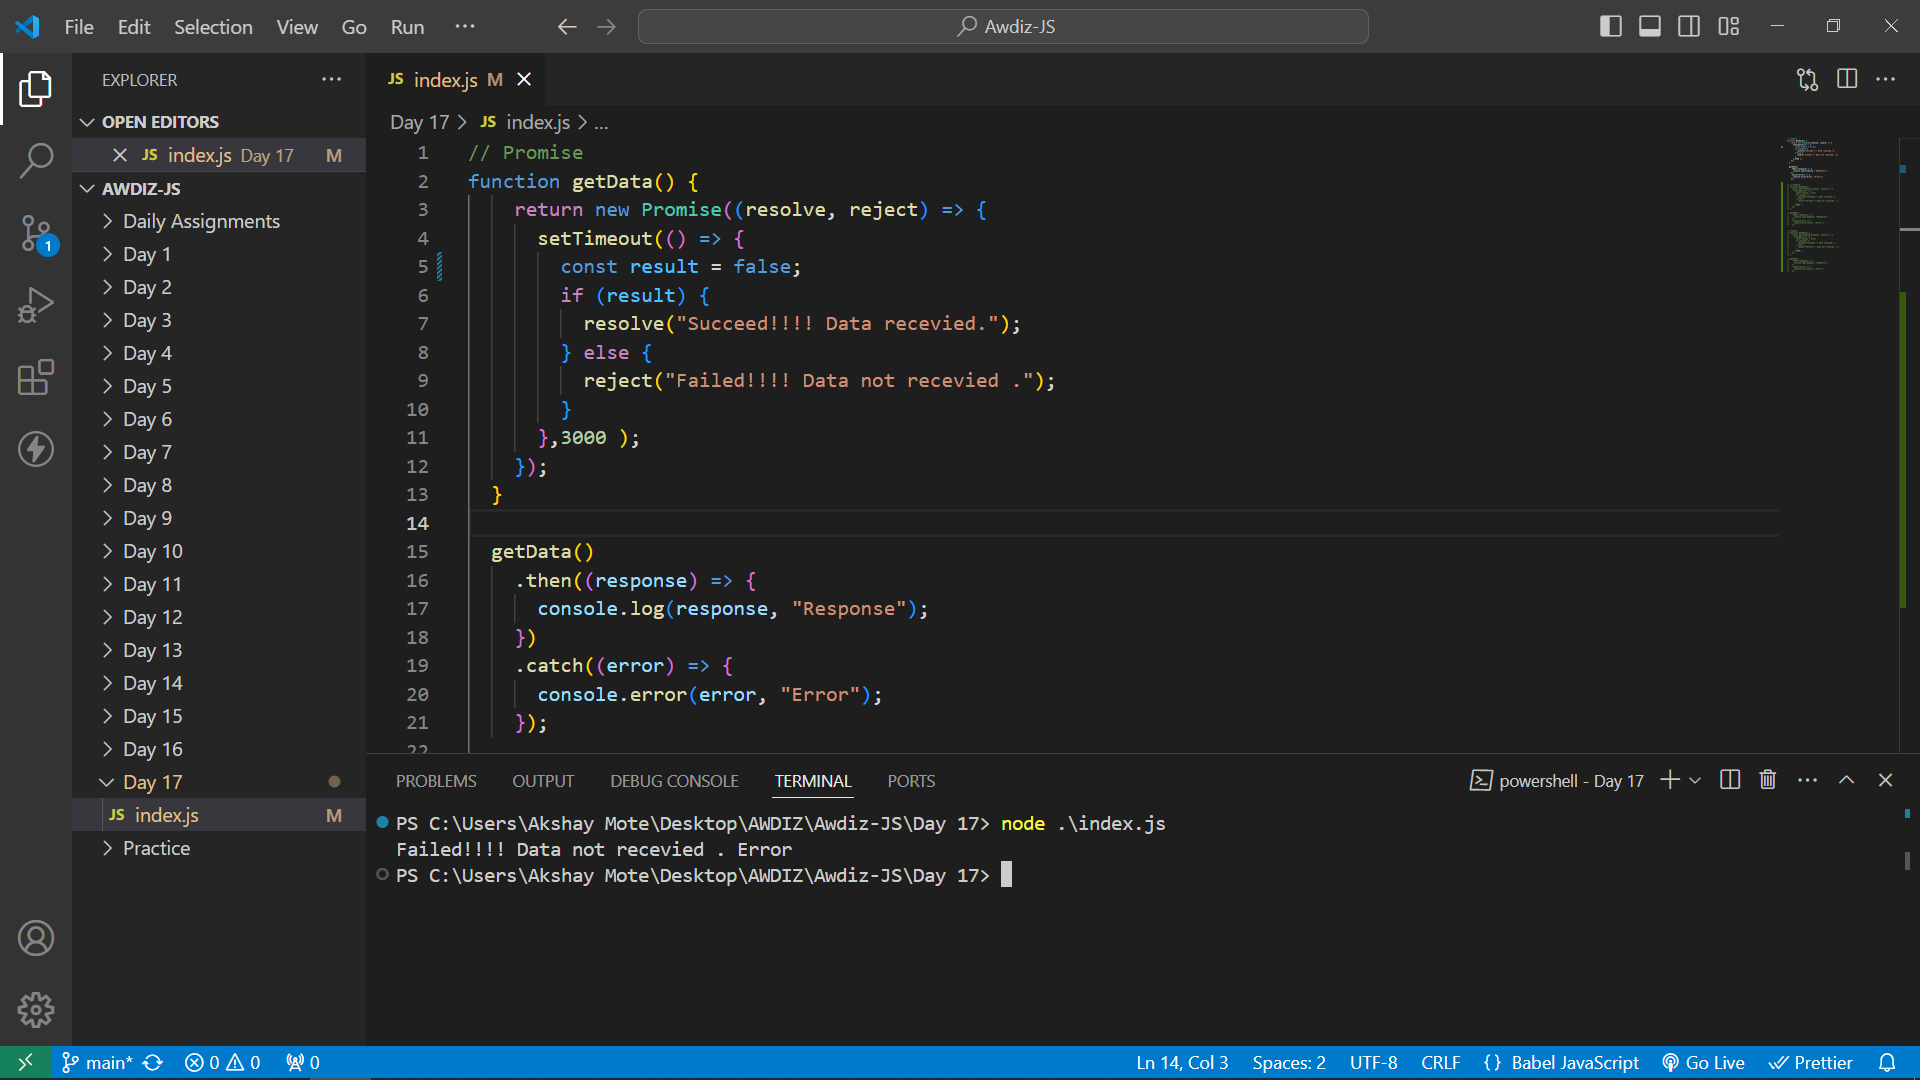 File Edit Selection View Go Run ··· Awdiz-JS
EXPLORER ···
OPEN EDITORS
JS index.js Day 17 M
AWDIZ-JS
Daily Assignments
Day 1
Day 2
Day 3
Day 4
Day 5
Day 6
Day 7
Day 8
Day 9
Day 10
Day 11
Day 12
Day 13
Day 14
Day 15
Day 16
Day 17
JS index.js M
Practice
1
JS index.js M
Day 17 > JS index.js > ...
1 // Promise
2 function getData() {
3 return new Promise((resolve, reject) => {
4 setTimeout(() => {
5 const result = false;
6 if (result) {
7 resolve("Succeed!!!! Data recevied.");
8 } else {
9 reject("Failed!!!! Data not recevied .");
10 }
11 },3000 );
12 });
13 }
14
15 getData()
16 .then((response) => {
17 console.log(response, "Response");
18 })
19 .catch((error) => {
20 console.error(error, "Error");
21 });
22
PROBLEMS OUTPUT DEBUG CONSOLE TERMINAL PORTS powershell - Day 17
PS C:\Users\Akshay Mote\Desktop\AWDIZ\Awdiz-JS\Day 17> node .\index.js
Failed!!!! Data not recevied . Error
PS C:\Users\Akshay Mote\Desktop\AWDIZ\Awdiz-JS\Day 17>
main* 0 0 0 Ln 14, Col 3 Spaces: 2 UTF-8 CRLF {} Babel JavaScript Go Live Prettier